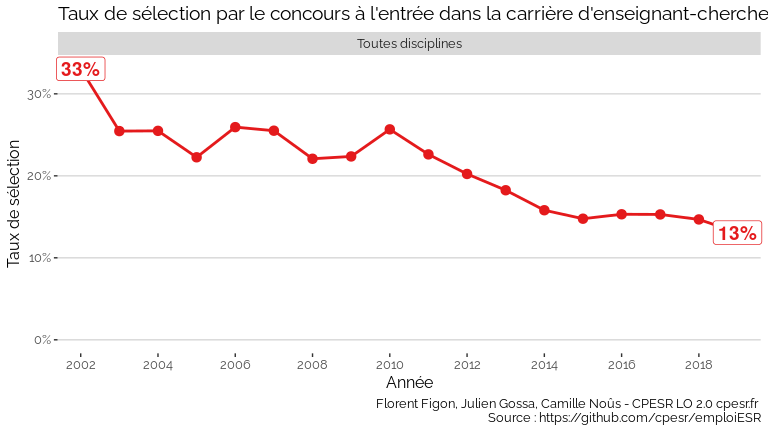 Taux de sélection par le concours à l'entrée dans la carrière d'enseignant-cherche
Toutes disciplines
33%
30%
20%
13%
10%
0%
Taux de sélection
2002 2004 2006 2008 2010 2012 2014 2016 2018
Année
Florent Figon, Julien Gossa, Camille Noûs - CPESR LO 2.0 cpesr.fr
Source : https://github.com/cpesr/emploiESR